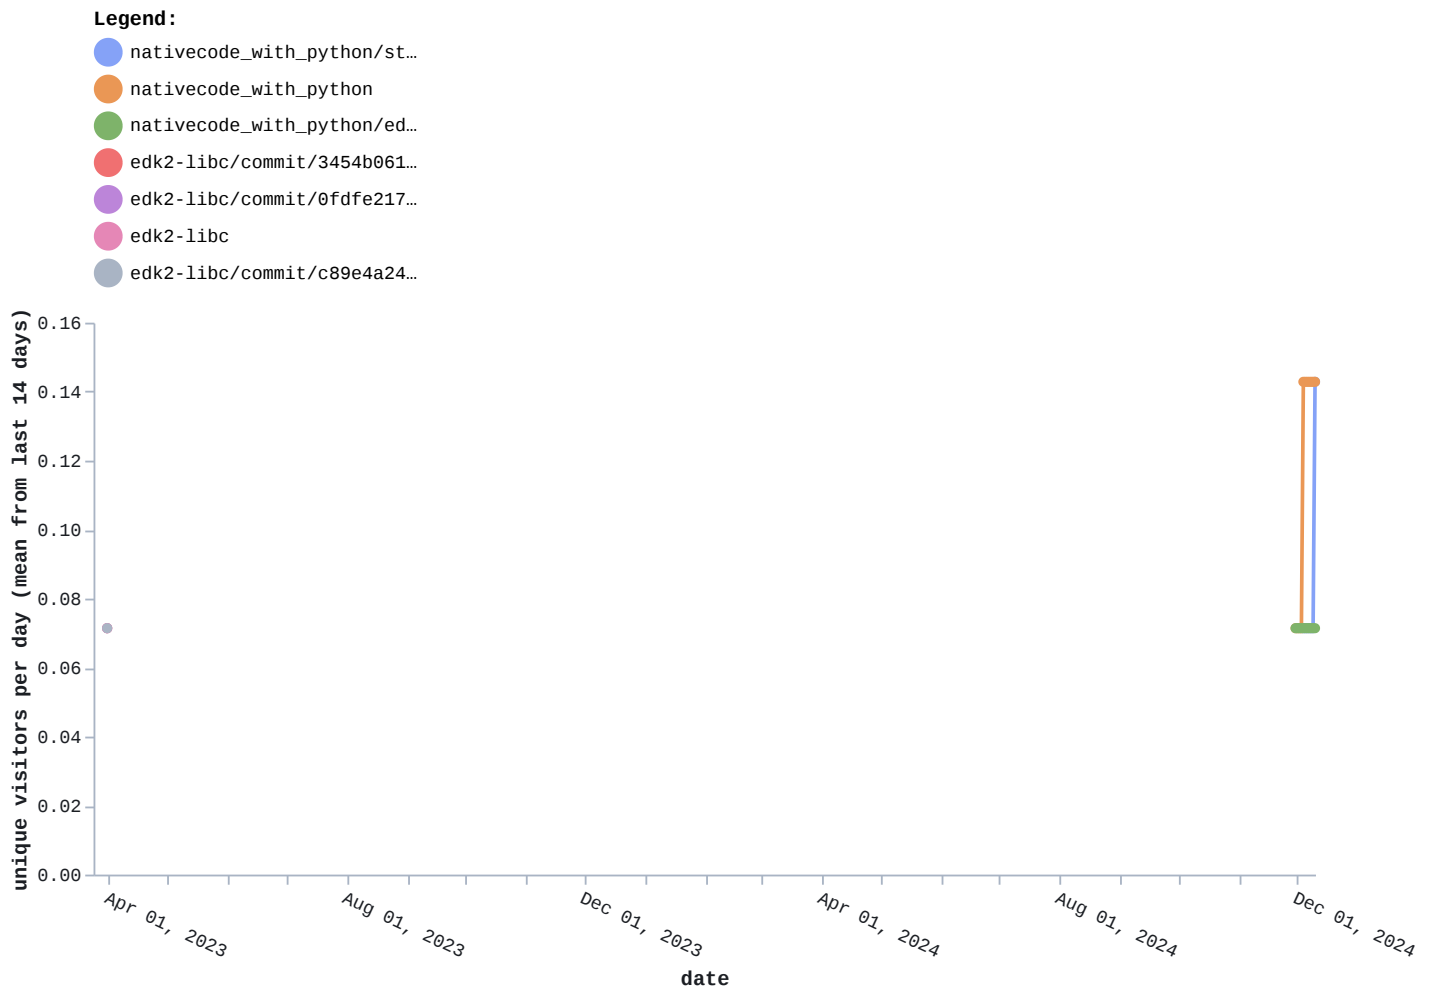 Legend:
nativecode_with_python/st…
nativecode_with_python
nativecode_with_python/ed…
edk2-libc/commit/3454b061…
edk2-libc/commit/0fdfe217…
edk2-libc
edk2-libc/commit/c89e4a24…
unique visitors per day (mean from last 14 days)
0.16
0.14
0.12
0.10
0.08
0.06
0.04
0.02
0.00
Apr 01, 2023
Aug 01, 2023
Dec 01, 2023
Apr 01, 2024
Aug 01, 2024
Dec 01, 2024
date